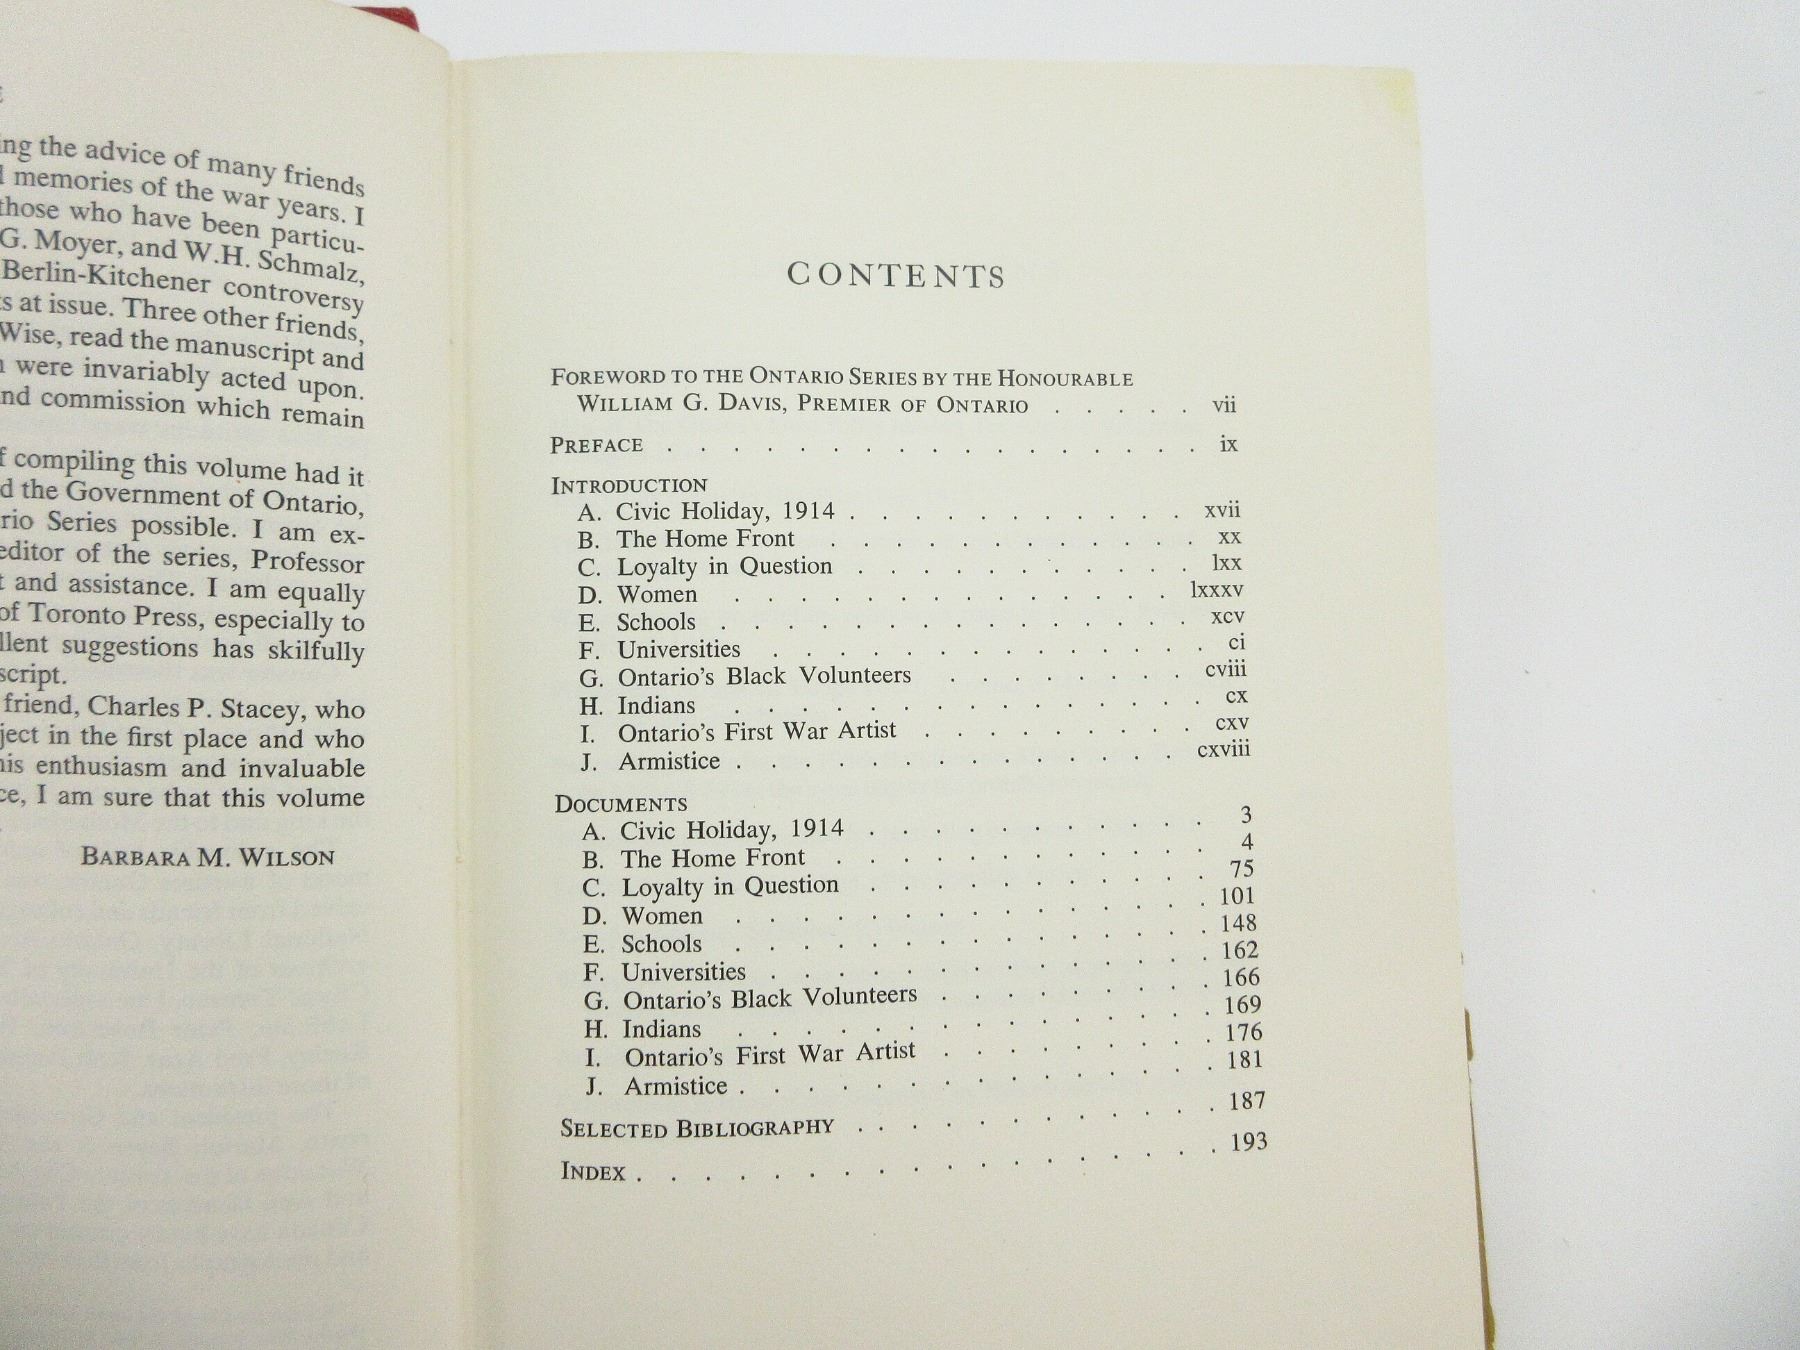 ing the advice of many friends
memories of the war years. I
those who have been particu-
G. Moyer, and W.H. Schmalz,
Berlin-Kitchener controversy
at issue. Three other friends,
Wise, read the manuscript and
were invariably acted upon.
nd commission which remain
compiling this volume had it
d the Government of Ontario,
rio Series possible. I am ex-
editor of the series, Professor
t and assistance. I am equally
of Toronto Press, especially to
llent suggestions has skilfully
script.
friend, Charles P. Stacey, who
ject in the first place and who
his enthusiasm and invaluable
ce, I am sure that this volume
BARBARA M. WILSON
CONTENTS
FOREWORD TO THE ONTARIO SERIES BY THE HONOURABLE
WILLIAM G. DAVIS, PREMIER OF ONTARIO . . . . . vii
PREFACE . . . . . . . . . . . . . . . . . ix
INTRODUCTION
A. Civic Holiday, 1914 . . . . . . . . . . . xvii
B. The Home Front . . . . . . . . . . . . xx
C. Loyalty in Question . . . . . . . . . . . lxx
D. Women . . . . . . . . . . . . . . lxxxv
E. Schools . . . . . . . . . . . . . . . xcv
F. Universities . . . . . . . . . . . . . . ci
G. Ontario's Black Volunteers . . . . . . . . cviii
H. Indians . . . . . . . . . . . . . . . cx
I. Ontario's First War Artist . . . . . . . . . cxv
J. Armistice . . . . . . . . . . . . . . cxviii
DOCUMENTS
A. Civic Holiday, 1914 . . . . . . . . . . . 3
B. The Home Front . . . . . . . . . . . . 4
C. Loyalty in Question . . . . . . . . . . . 75
D. Women . . . . . . . . . . . . . . . 101
E. Schools . . . . . . . . . . . . . . . 148
F. Universities . . . . . . . . . . . . . . 162
G. Ontario's Black Volunteers . . . . . . . . . 166
H. Indians . . . . . . . . . . . . . . . 169
I. Ontario's First War Artist . . . . . . . . . 176
J. Armistice . . . . . . . . . . . . . . . 181
SELECTED BIBLIOGRAPHY . . . . . . . . . . . . 187
INDEX . . . . . . . . . . . . . . . . . . 193